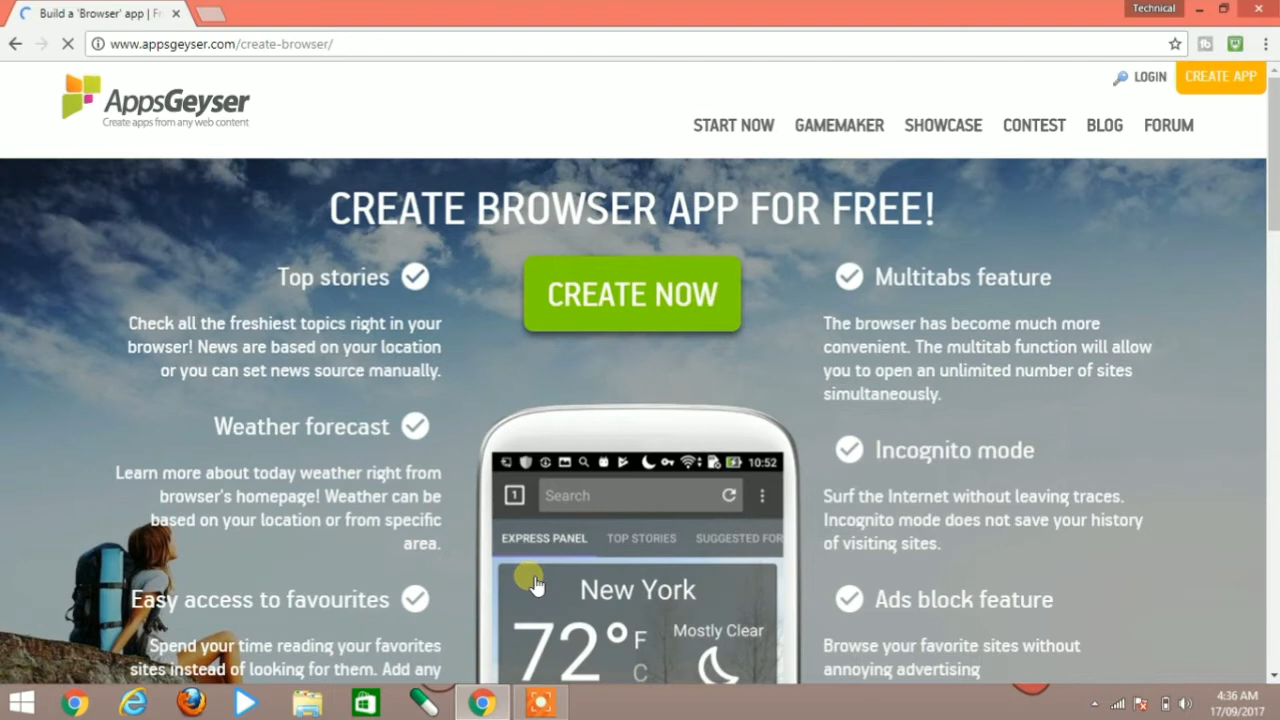 Build a 'Browser' app | Fr
Technical
www.appsgeyser.com/create-browser/
LOGIN
CREATE APP
AppsGeyser
Create apps from any web content
START NOW
GAMEMAKER
SHOWCASE
CONTEST
BLOG
FORUM
CREATE BROWSER APP FOR FREE!
CREATE NOW
Top stories
Check all the freshiest topics right in your
browser! News are based on your location
or you can set news source manually.
Weather forecast
Learn more about today weather right from
browser's homepage! Weather can be
based on your location or from specific
area.
Easy access to favourites
Spend your time reading your favorites
sites instead of looking for them. Add any
10:52
1
Search
EXPRESS PANEL
TOP STORIES
SUGGESTED FOR
New York
72° F
C
Mostly Clear
Multitabs feature
The browser has become much more
convenient. The multitab function will allow
you to open an unlimited number of sites
simultaneously.
Incognito mode
Surf the Internet without leaving traces.
Incognito mode does not save your history
of visiting sites.
Ads block feature
Browse your favorite sites without
annoying advertising
4:36 AM
17/09/2017